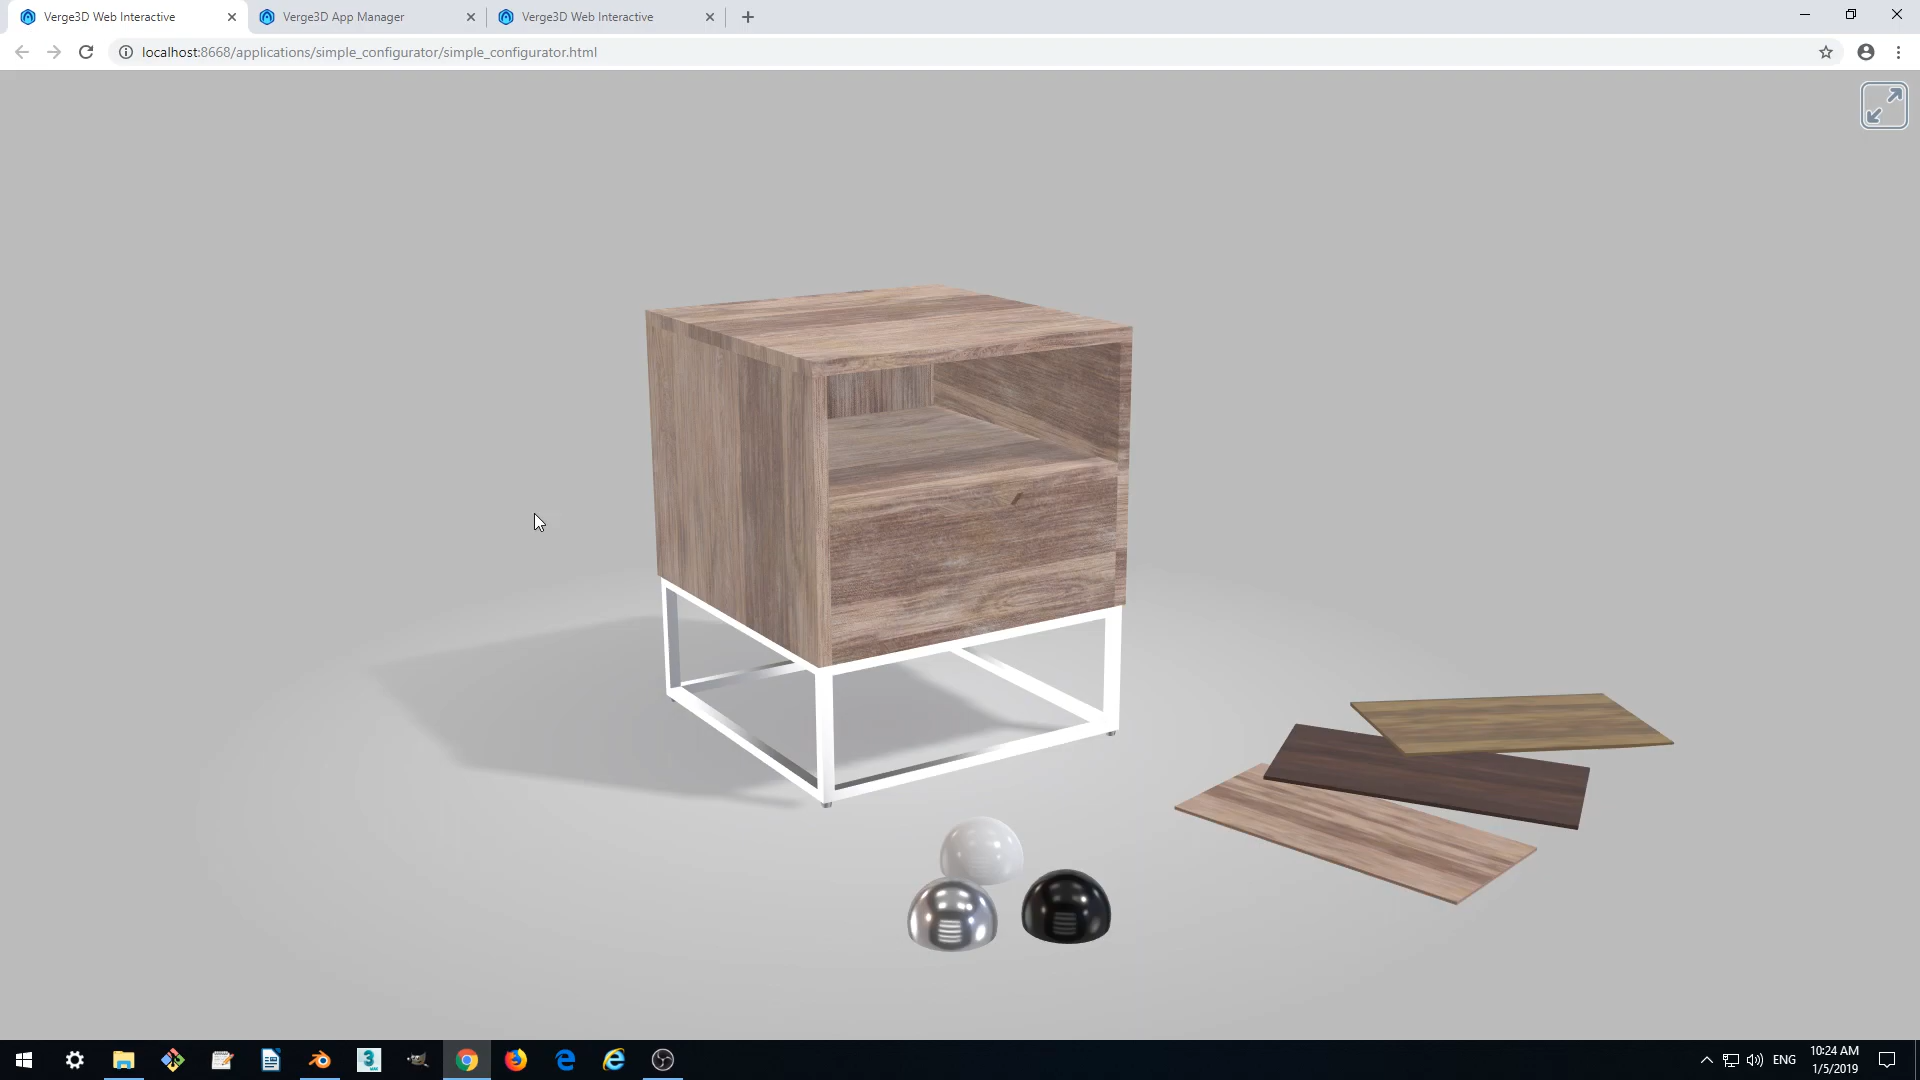 Verge3D Web Interactive
Verge3D App Manager
Verge3D Web Interactive
localhost:8668/applications/simple_configurator/simple_configurator.html
3
ENG
10:24 AM
1/5/2019